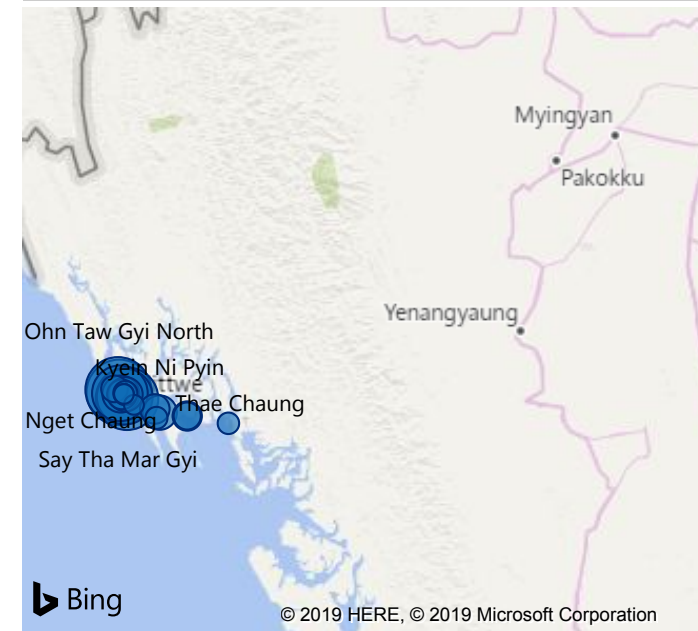 Myingyan
Pakokku
Yenangyaung
Ohn Taw Gyi North
Kyein Ni Pyin
ttwe
Thae Chaung
Nget Chaung
Say Tha Mar Gyi
Bing
© 2019 HERE, © 2019 Microsoft Corporation